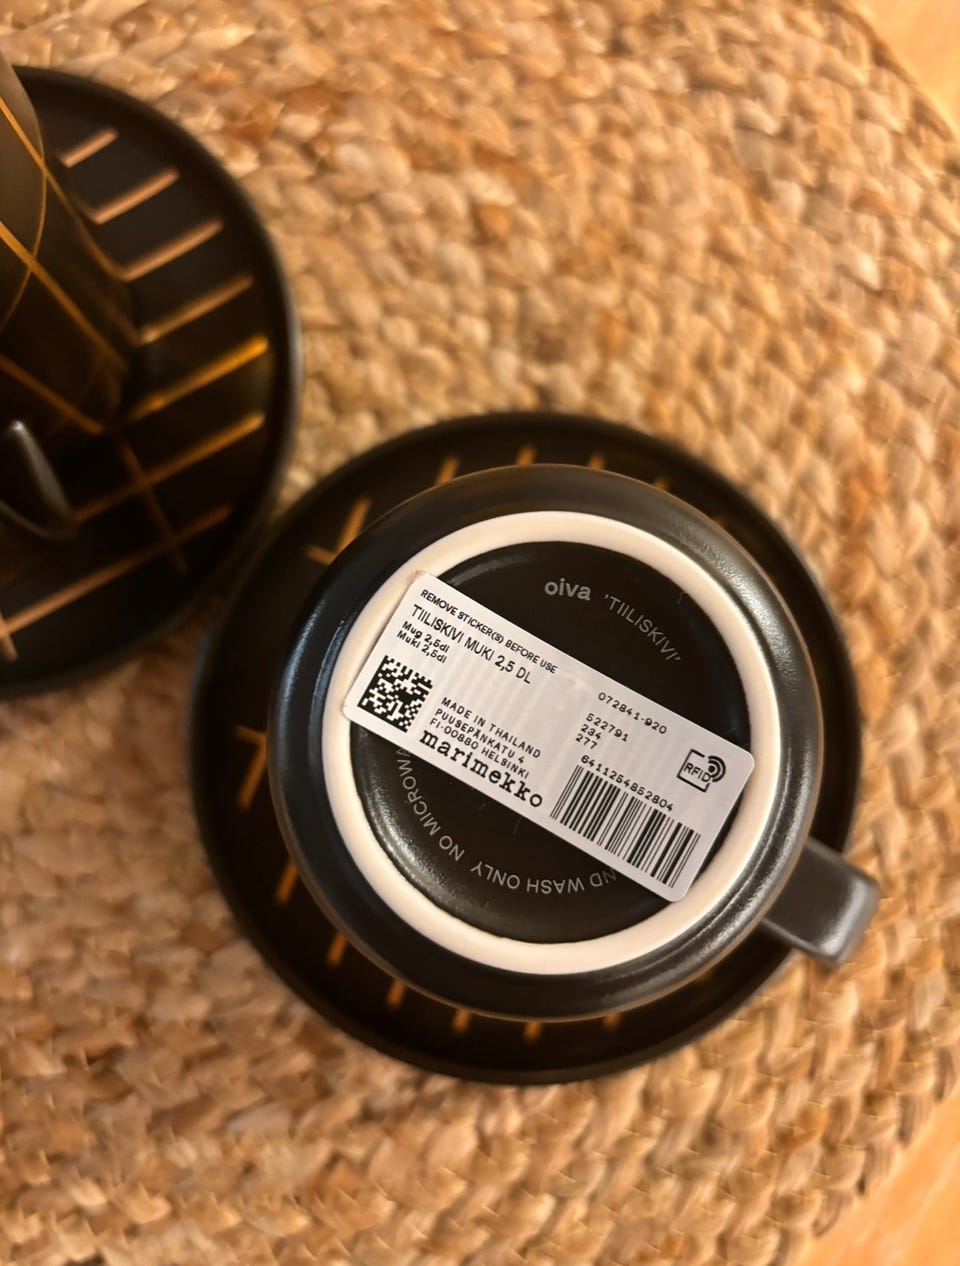 oiva 'TIILISKIVI'
REMOVE STICKER(S) BEFORE USE
TIILISKIVI MUKI 2,5 DL
Mug 2,5dl
Muki 2,5dl
MADE IN THAILAND
PUUSEPÄNKATU 4
FI-00880 HELSINKI
marimekko
072841-920
522791
234
277
6411254852804
RFID
ND WASH ONLY NO MICROWA